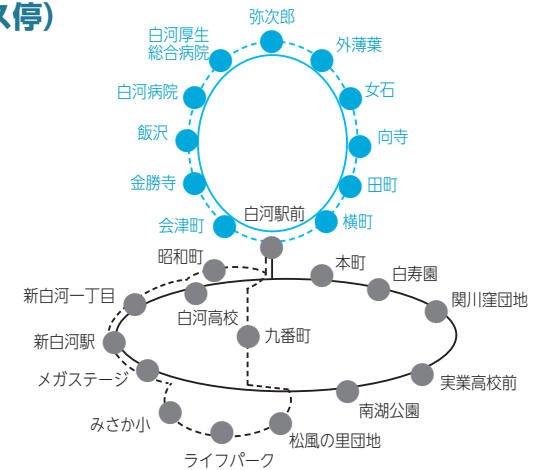 ス停）
弥次郎
白河厚生
総合病院
外薄葉
白河病院
女石
飯沢
向寺
金勝寺
田町
会津町
白河駅前
横町
昭和町
本町
白寿園
新白河一丁目
白河高校
関川窪団地
新白河駅
九番町
メガステージ
実業高校前
南湖公園
みさか小
松風の里団地
ライフパーク